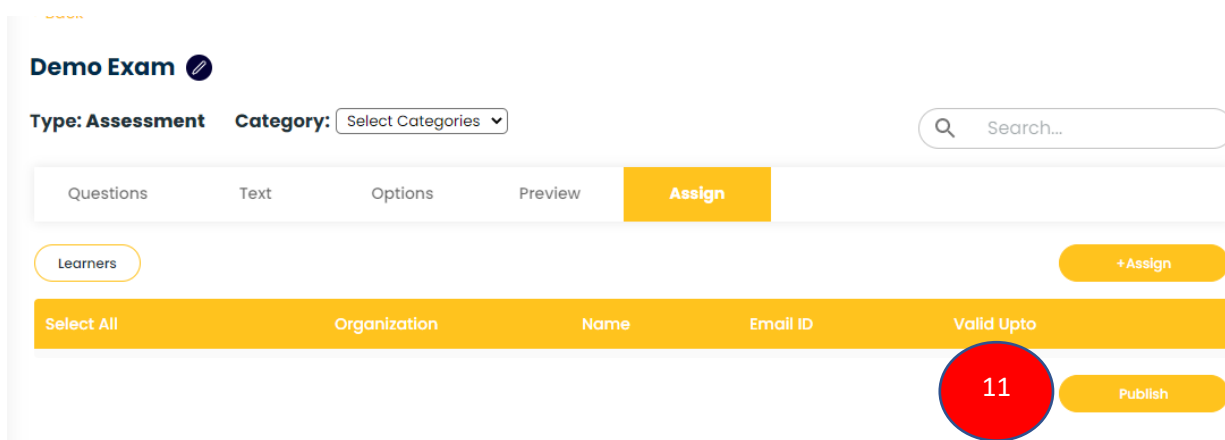 Demo Exam
Type: Assessment Category: Select Categories
Search...
Questions Text Options Preview Assign
Learners +Assign
Select All Organization Name Email ID Valid Upto
11 Publish